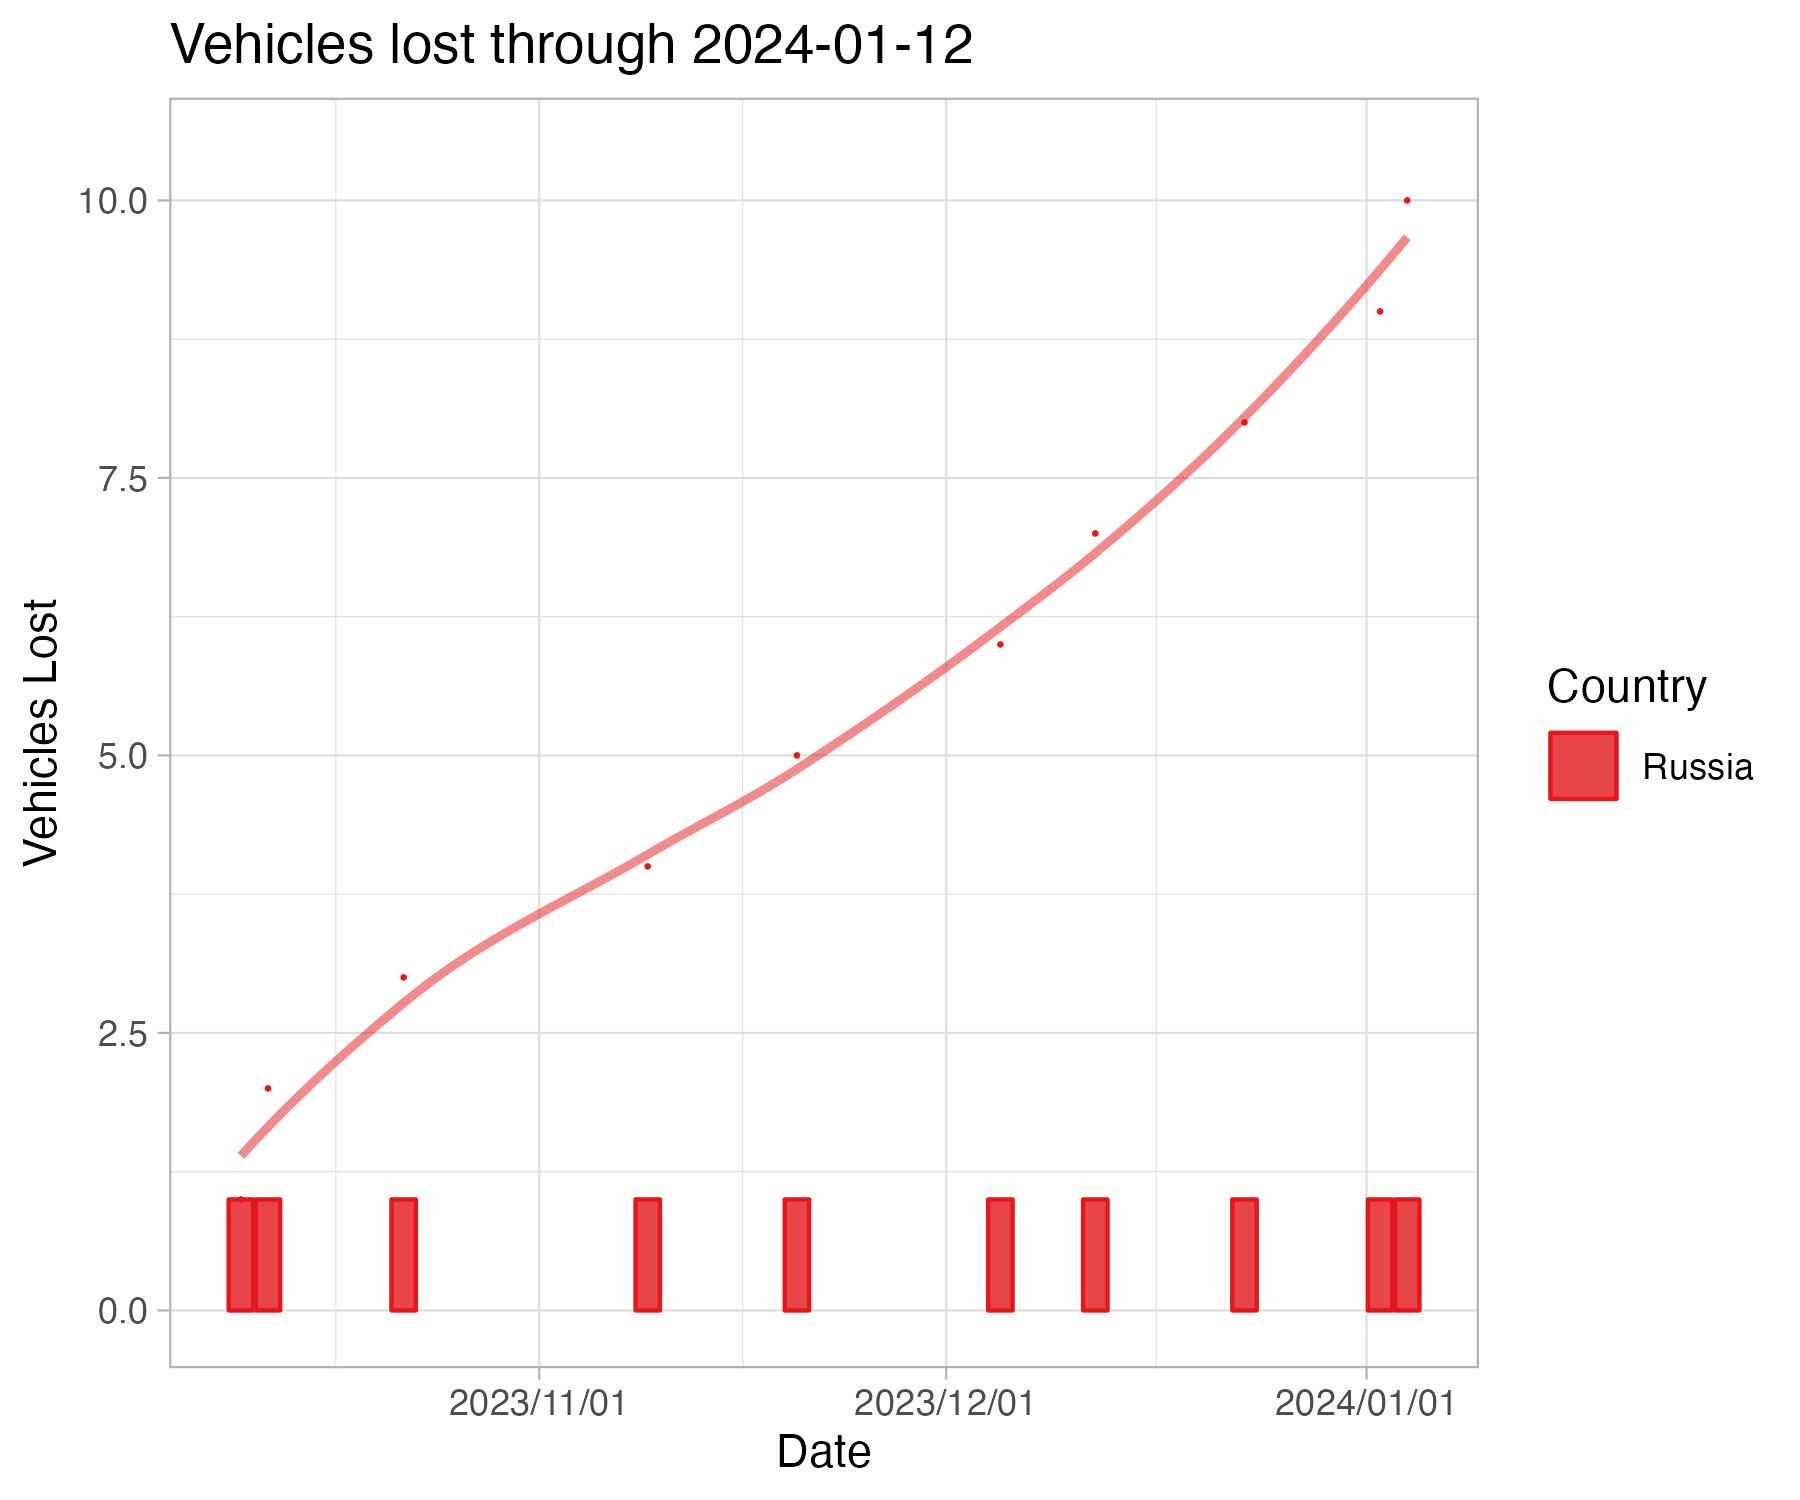 Vehicles lost through 2024-01-12
10.0
7.5
5.0
2.5
0.0
Vehicles Lost
2023/11/01
2023/12/01
2024/01/01
Date
Country
Russia